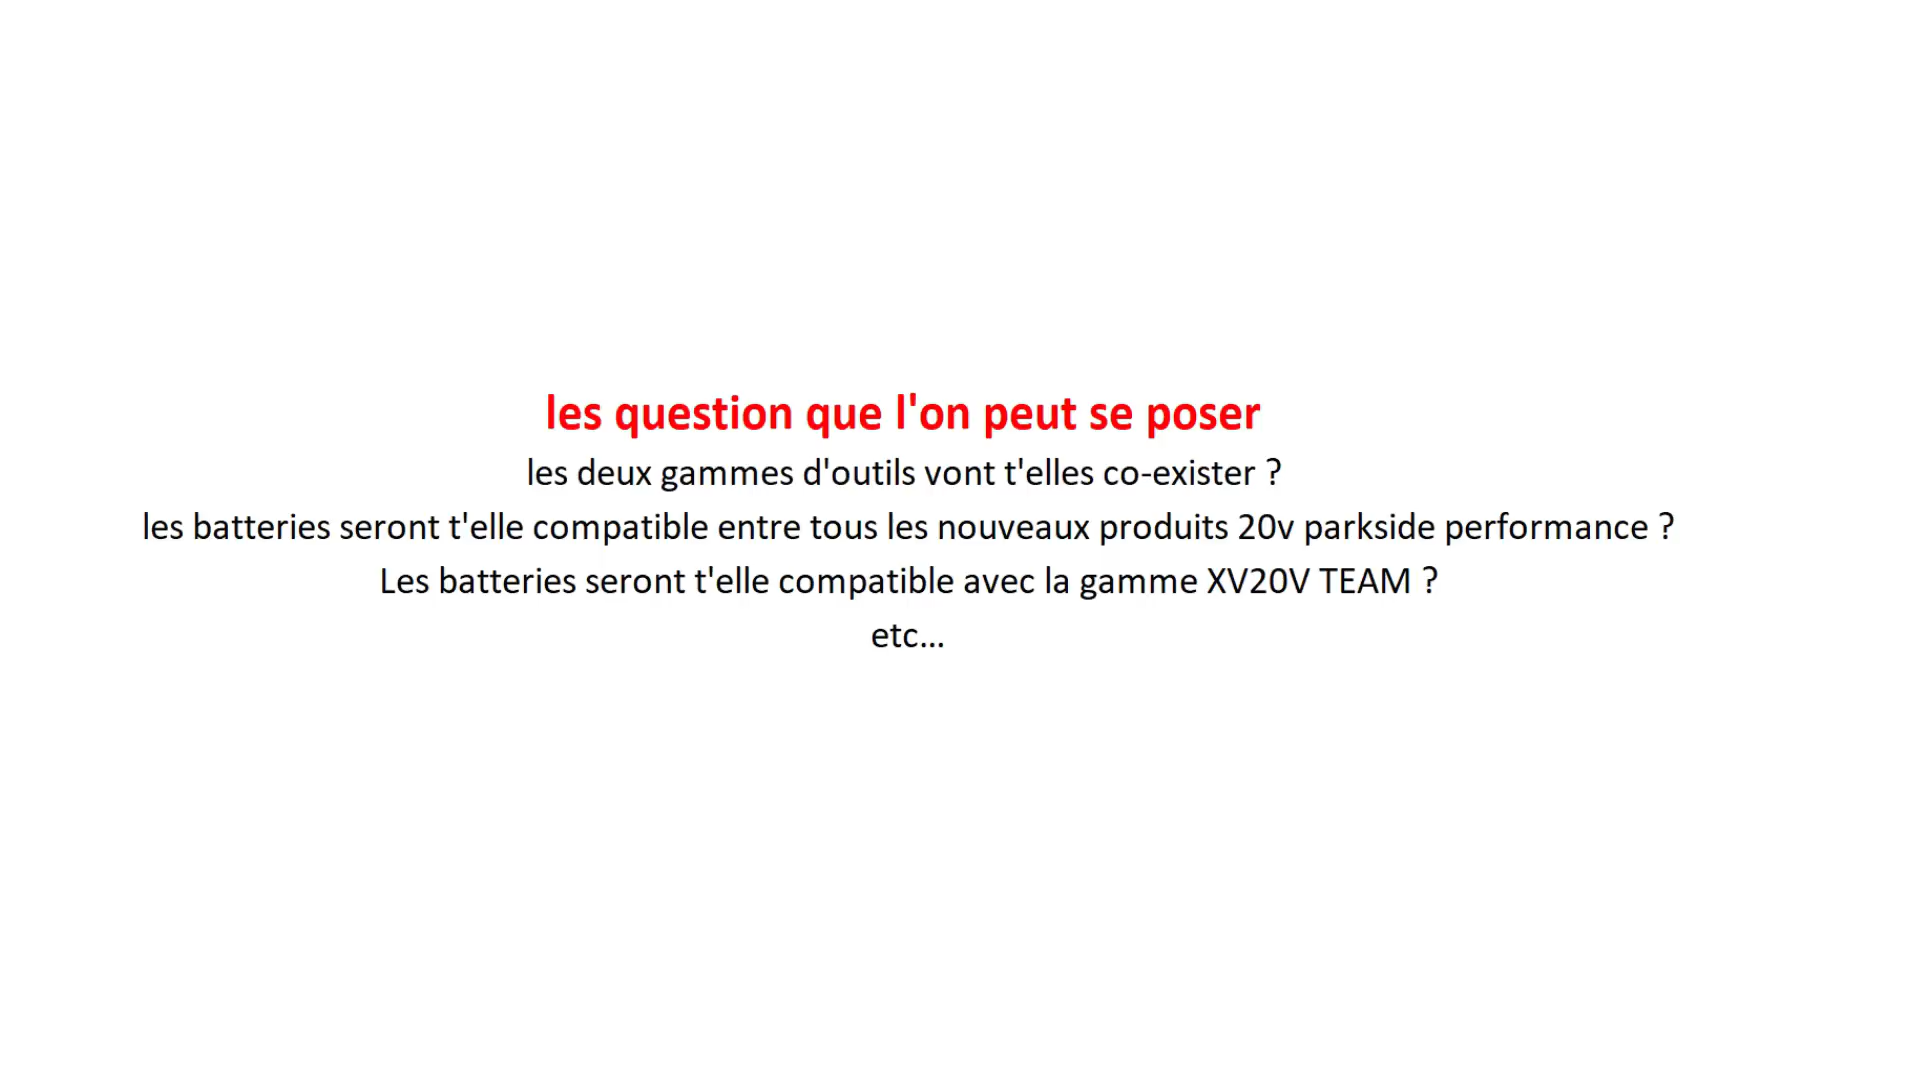 les question que l'on peut se poser
les deux gammes d'outils vont t'elles co-exister ?
les batteries seront t'elle compatible entre tous les nouveaux produits 20v parkside performance ?
Les batteries seront t'elle compatible avec la gamme XV20V TEAM ?
etc...